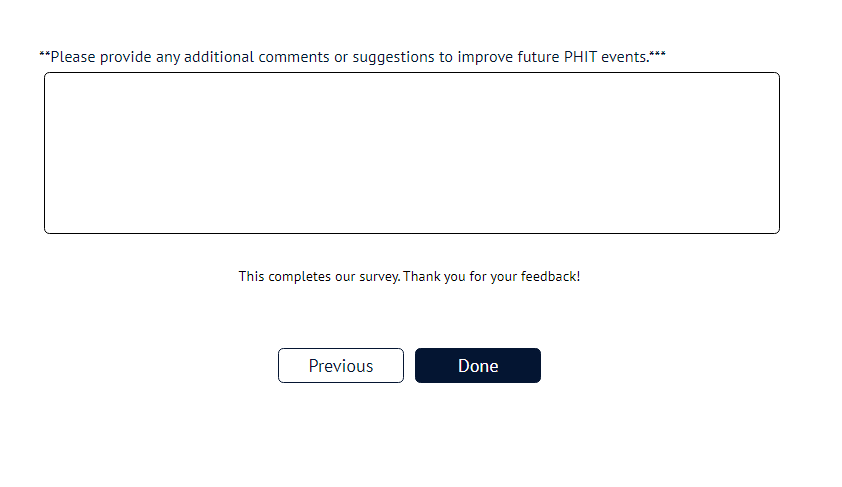 **Please provide any additional comments or suggestions to improve future PHIT events.***
This completes our survey. Thank you for your feedback!
Previous
Done